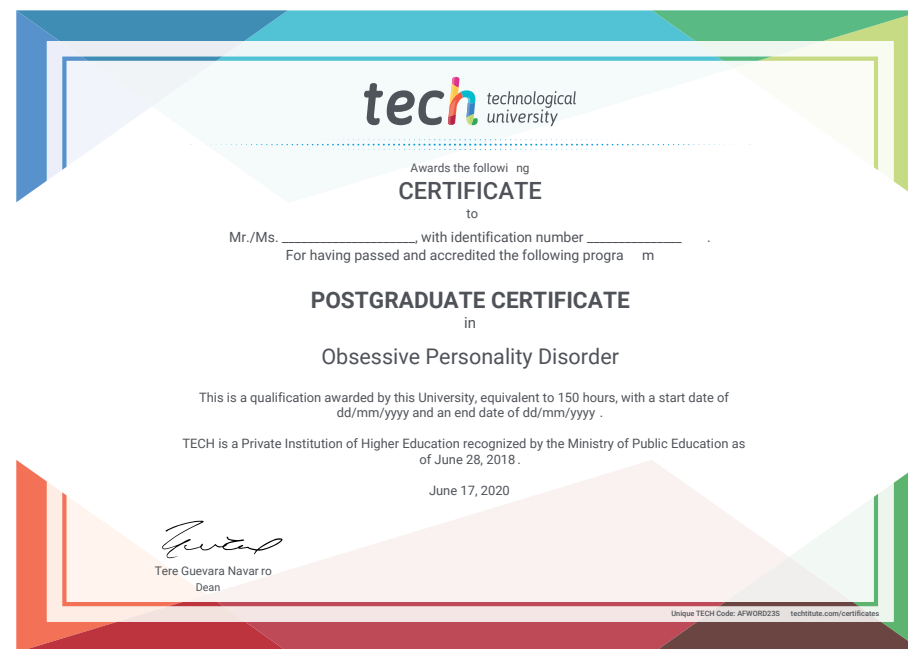 tech technological
university
Awards the followi ng
CERTIFICATE
to
Mr./Ms. ____________________, with identification number ______________ .
For having passed and accredited the following progra m
POSTGRADUATE CERTIFICATE
in
Obsessive Personality Disorder
This is a qualification awarded by this University, equivalent to 150 hours, with a start date of
dd/mm/yyyy and an end date of dd/mm/yyyy .
TECH is a Private Institution of Higher Education recognized by the Ministry of Public Education as
of June 28, 2018 .
June 17, 2020
Tere Guevara Navar ro
Dean
Unique TECH Code: AFWORD23S techtitute.com/certificates